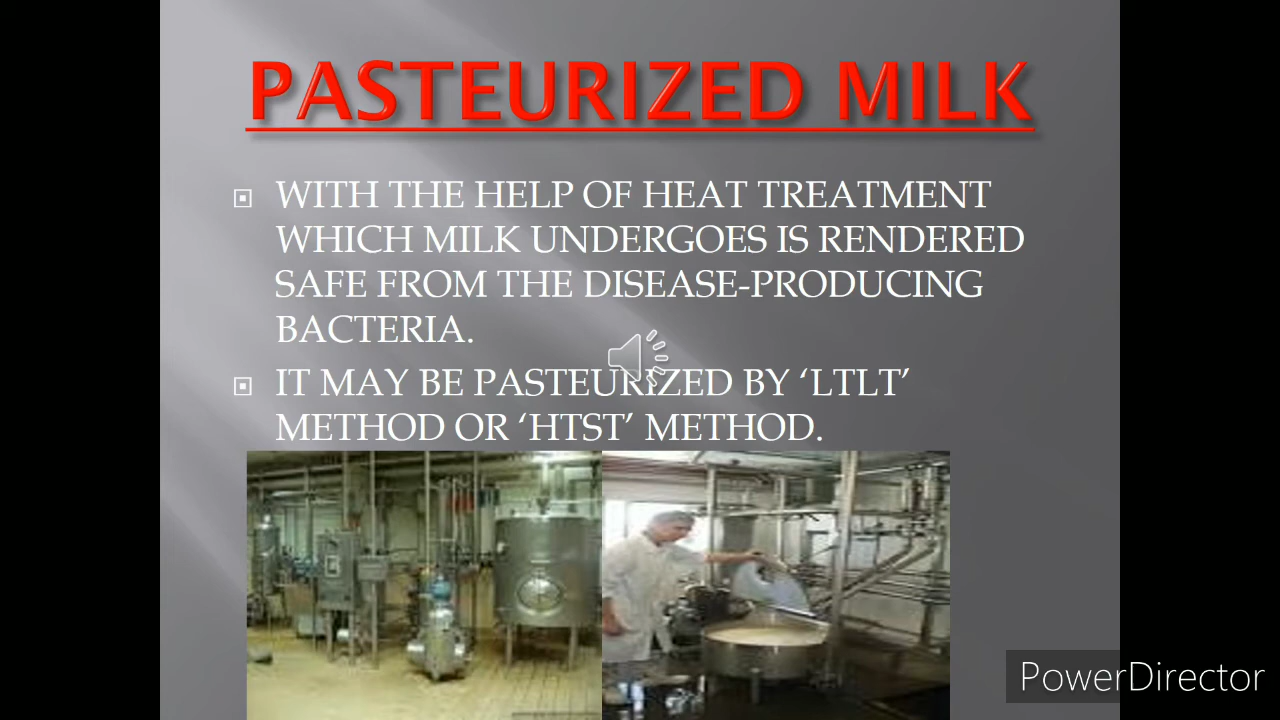 PASTEURIZED MILK
WITH THE HELP OF HEAT TREATMENT
WHICH MILK UNDERGOES IS RENDERED
SAFE FROM THE DISEASE-PRODUCING
BACTERIA.
IT MAY BE PASTEURIZED BY ‘LTLT’
METHOD OR ‘HTST’ METHOD.
PowerDirector